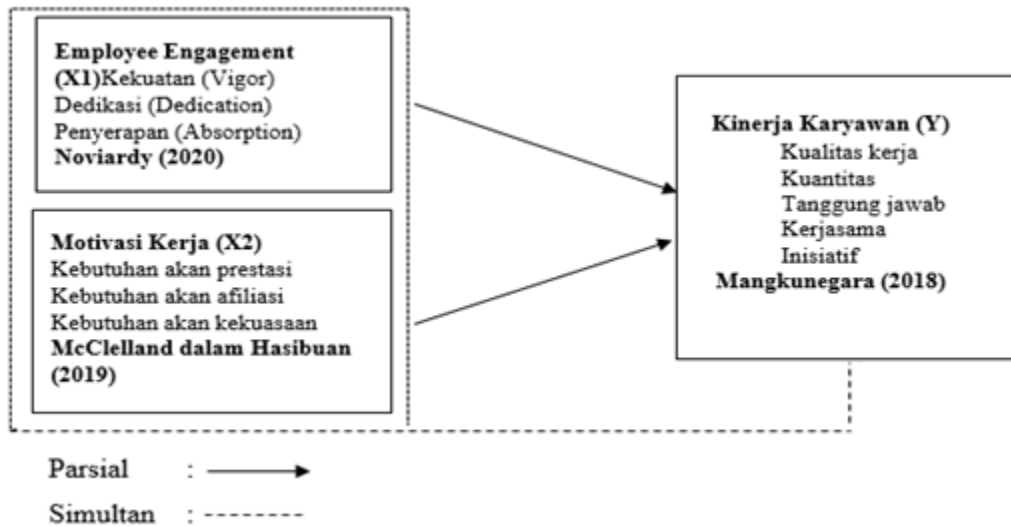 Employee Engagement
(X1)Kekuatan (Vigor)
Dedikasi (Dedication)
Penyerapan (Absorption)
Noviardy (2020)
Motivasi Kerja (X2)
Kebutuhan akan prestasi
Kebutuhan akan afiliasi
Kebutuhan akan kekuasaan
McClelland dalam Hasibuan
(2019)
Kinerja Karyawan (Y)
Kualitas kerja
Kuantitas
Tanggung jawab
Kerjasama
Inisiatif
Mangkunegara (2018)
Parsial :
Simultan :